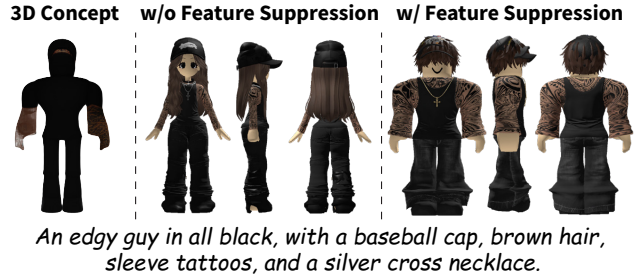 3D Concept w/o Feature Suppression w/ Feature Suppression
An edgy guy in all black, with a baseball cap, brown hair,
sleeve tattoos, and a silver cross necklace.